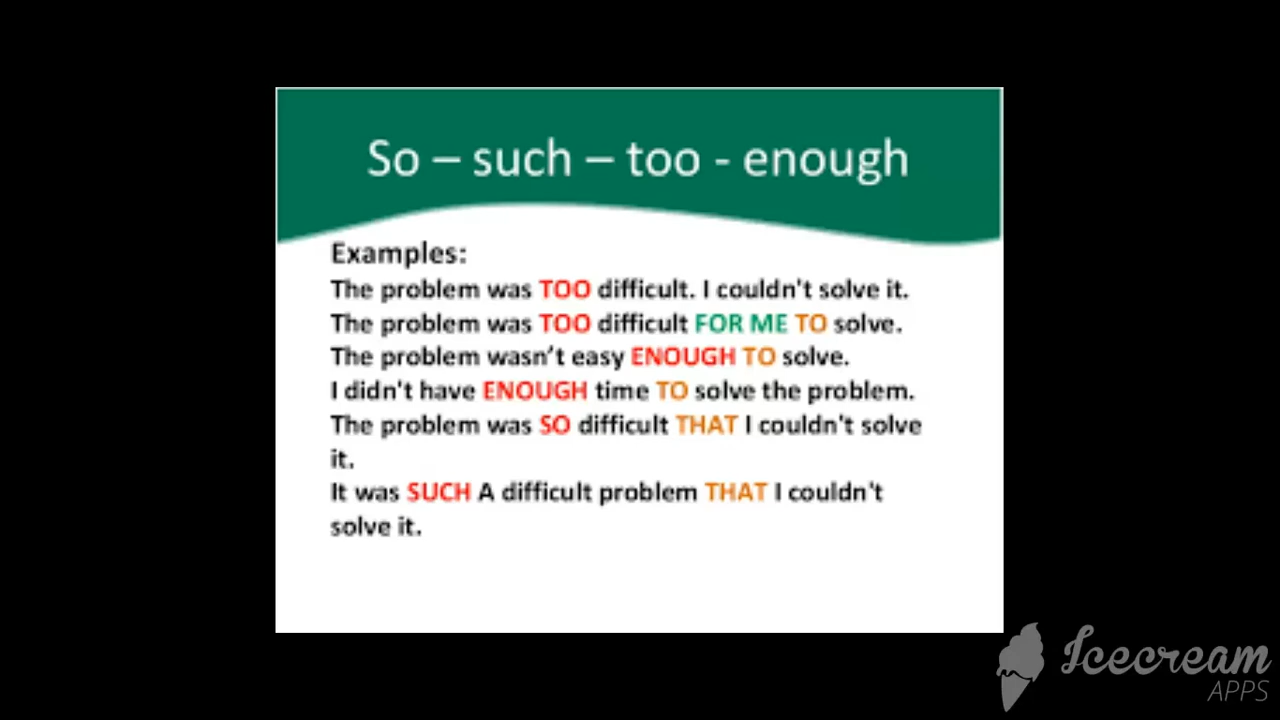 So – such – too - enough
Examples:
The problem was TOO difficult. I couldn't solve it.
The problem was TOO difficult FOR ME TO solve.
The problem wasn’t easy ENOUGH TO solve.
I didn't have ENOUGH time TO solve the problem.
The problem was SO difficult THAT I couldn't solve
it.
It was SUCH A difficult problem THAT I couldn't
solve it.
Icecream
APPS